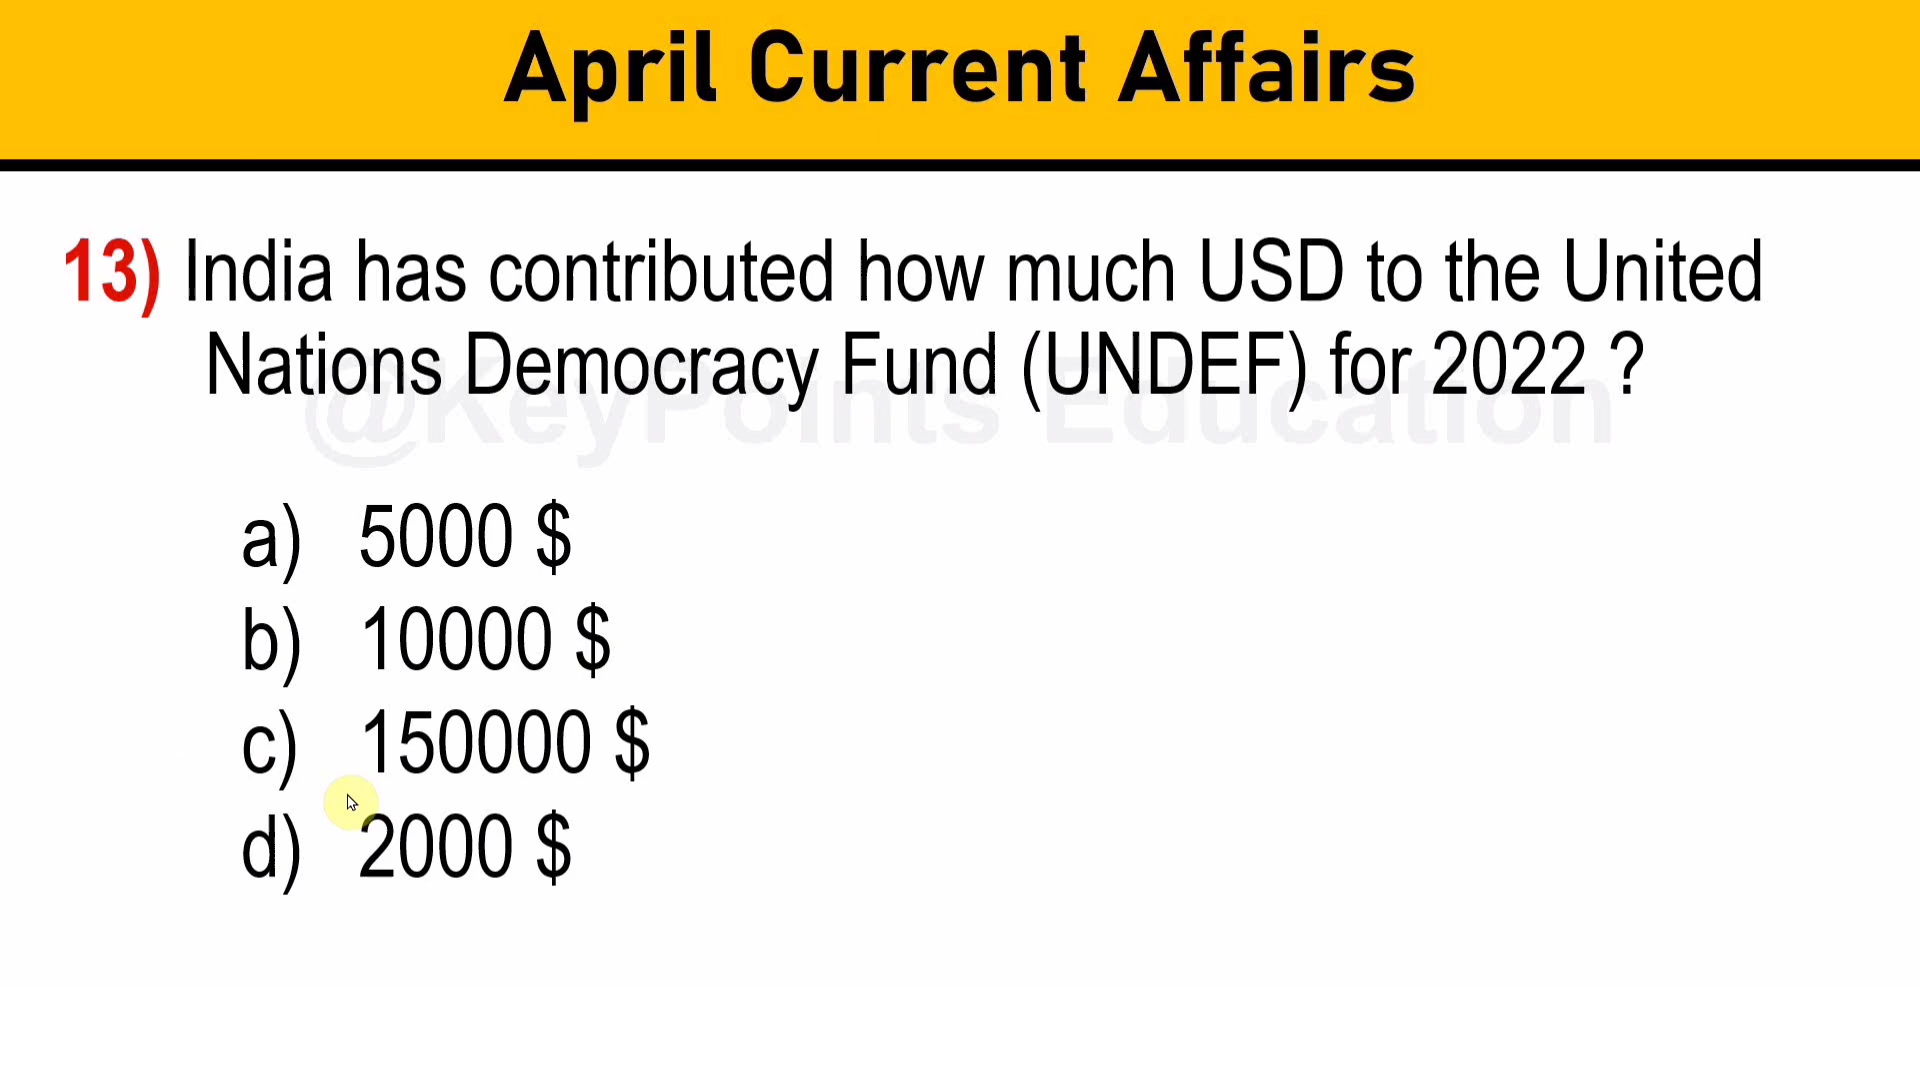 April Current Affairs
13) India has contributed how much USD to the United
Nations Democracy Fund (UNDEF) for 2022 ?
@KeyPoints Education
a) 5000 $
b) 10000 $
c) 150000 $
d) 2000 $